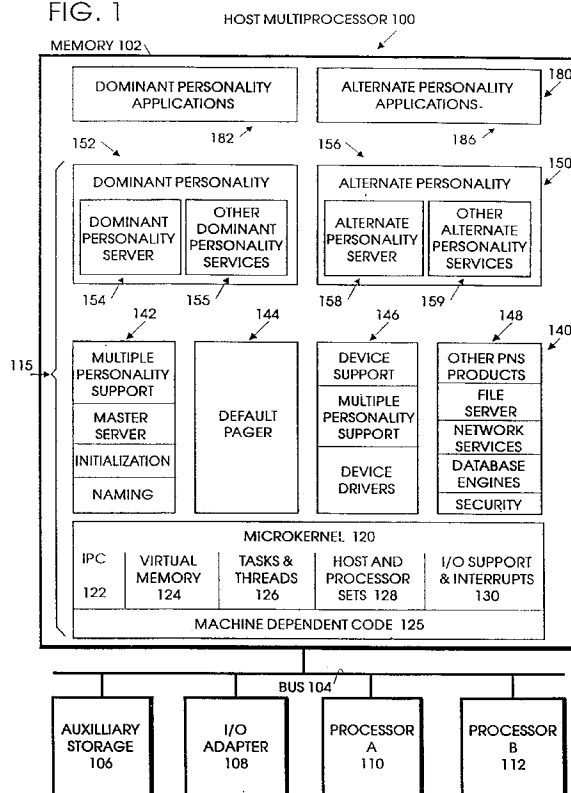 FIG. 1
HOST MULTIPROCESSOR 100
MEMORY 102
DOMINANT PERSONALITY
APPLICATIONS
ALTERNATE PERSONALITY
APPLICATIONS
180
182
186
152
156
150
DOMINANT PERSONALITY
DOMINANT
PERSONALITY
SERVER
OTHER
DOMINANT
PERSONALITY
SERVICES
ALTERNATE PERSONALITY
ALTERNATE
PERSONALITY
SERVER
OTHER
ALTERNATE
PERSONALITY
SERVICES
154
155
158
159
142
144
146
148
140
115
MULTIPLE
PERSONALITY
SUPPORT
MASTER
SERVER
INITIALIZATION
NAMING
DEFAULT
PAGER
DEVICE
SUPPORT
MULTIPLE
PERSONALITY
SUPPORT
DEVICE
DRIVERS
OTHER PNS
PRODUCTS
FILE
SERVER
NETWORK
SERVICES
DATABASE
ENGINES
SECURITY
MICROKERNEL 120
IPC
122
VIRTUAL
MEMORY
124
TASKS &
THREADS
126
HOST AND
PROCESSOR
SETS 128
I/O SUPPORT
& INTERRUPTS
130
MACHINE DEPENDENT CODE 125
BUS 104
AUXILLIARY
STORAGE
106
I/O
ADAPTER
108
PROCESSOR
A
110
PROCESSOR
B
112